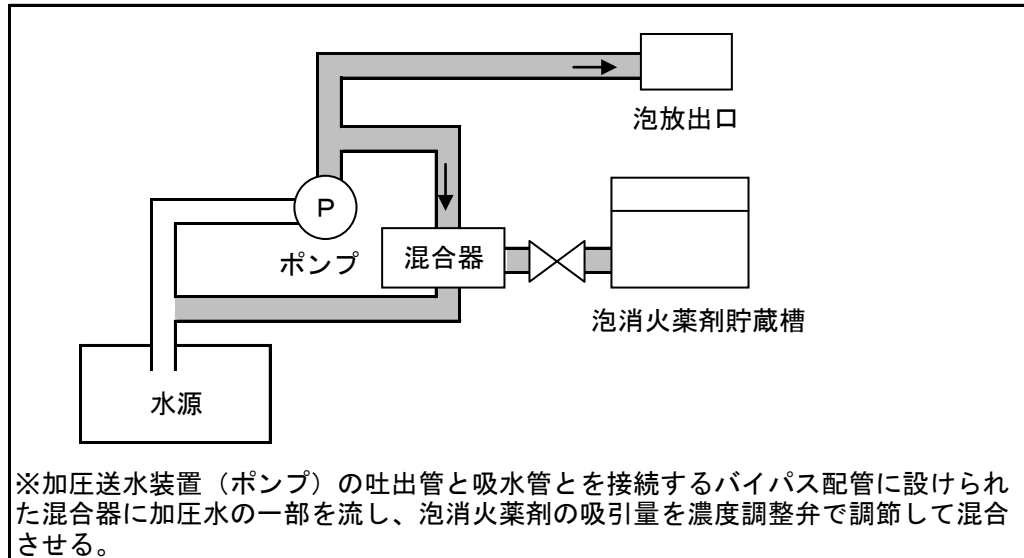 泡放出口
P
ポンプ
混合器
泡消火薬剤貯蔵槽
水源
※加圧送水装置（ポンプ）の吐出管と吸水管とを接続するバイパス配管に設けられ
た混合器に加圧水の一部を流し、泡消火薬剤の吸引量を濃度調整弁で調節して混合
させる。